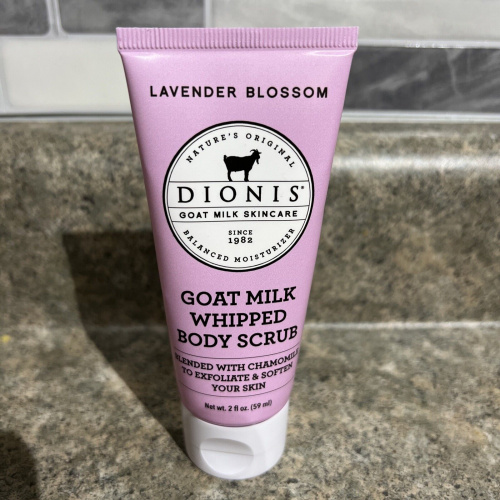 LAVENDER BLOSSOM
NATURE'S ORIGINAL
DIONIS®
GOAT MILK SKINCARE
SINCE
1982
BALANCED MOISTURIZER
GOAT MILK
WHIPPED
BODY SCRUB
BLENDED WITH CHAMOMILE
TO EXFOLIATE & SOFTEN
YOUR SKIN
Net wt. 2 fl oz. (59 ml)